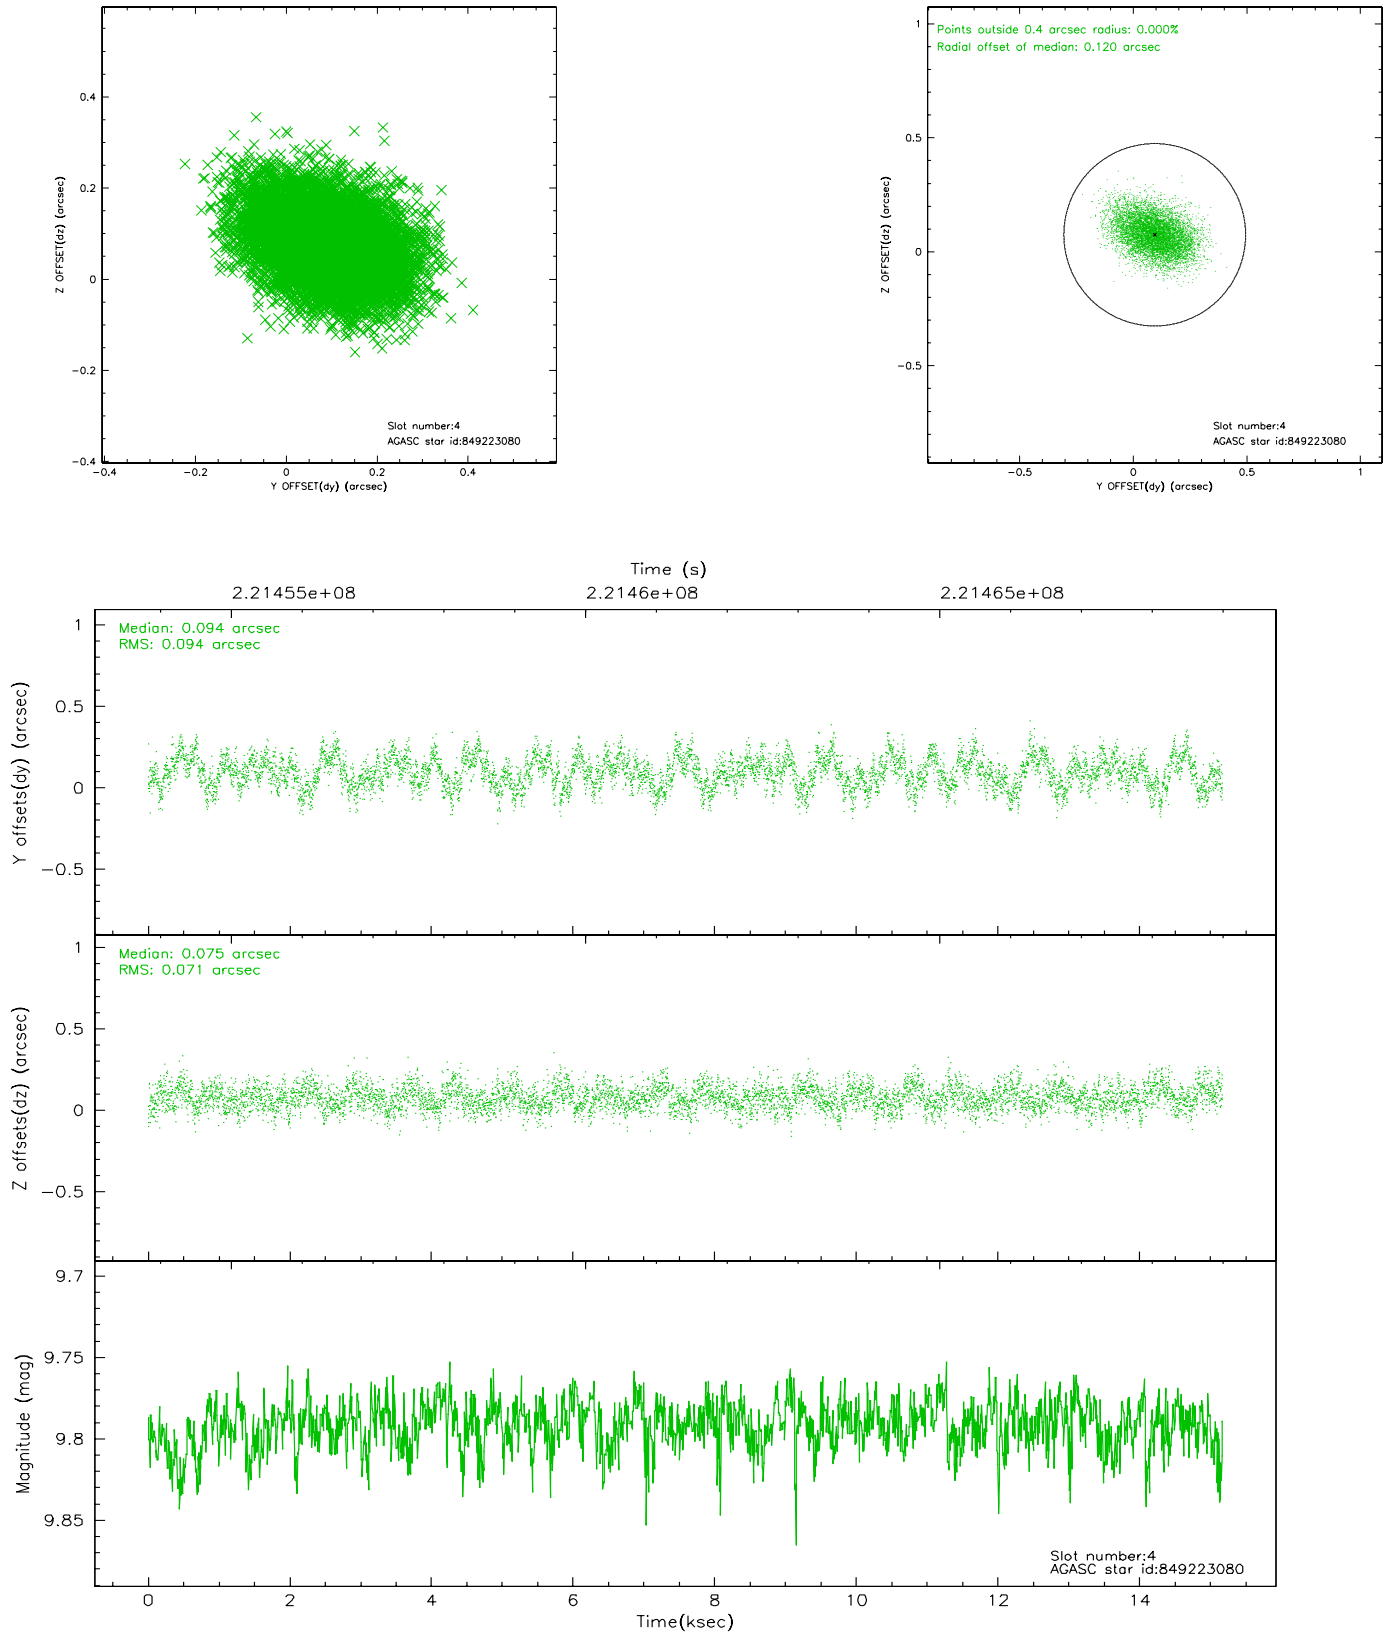 0.4
0.2
0
−0.2
−0.4
−0.4
−0.2
0
0.2
0.4
Z OFFSET(dz) (arcsec)
Y OFFSET(dy) (arcsec)
Slot number:4
AGASC star id:849223080
Points outside 0.4 arcsec radius: 0.000%
Radial offset of median: 0.120 arcsec
1
0.5
0
−0.5
−0.5
0
0.5
1
Z OFFSET(dz) (arcsec)
Y OFFSET(dy) (arcsec)
Slot number:4
AGASC star id:849223080
Time (s)
2.21455e+08
2.2146e+08
2.21465e+08
Median: 0.094 arcsec
RMS: 0.094 arcsec
1
0.5
0
−0.5
Y offsets(dy) (arcsec)
Median: 0.075 arcsec
RMS: 0.071 arcsec
1
0.5
0
−0.5
Z offsets(dz) (arcsec)
9.7
9.75
9.8
9.85
Magnitude (mag)
Slot number:4
AGASC star id:849223080
0
2
4
6
8
10
12
14
Time(ksec)